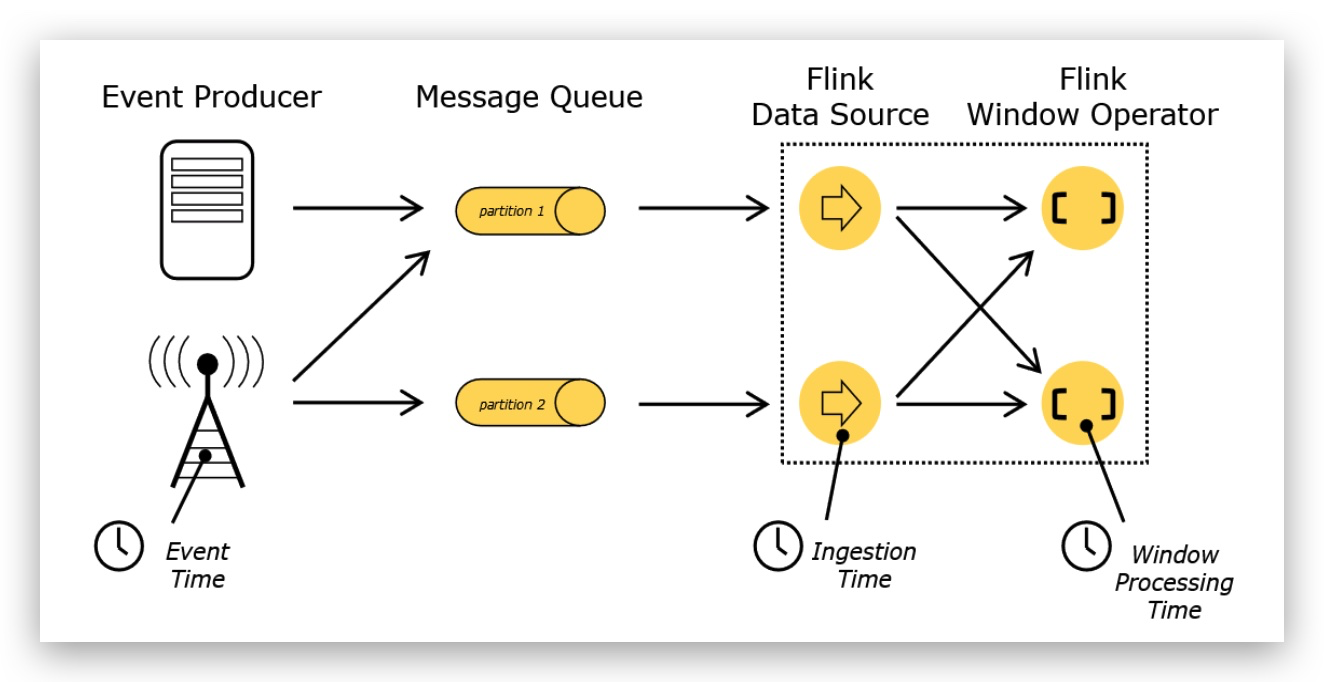 Event Producer
Message Queue
Flink
Data Source
Flink
Window Operator
partition 1
partition 2
Event
Time
Ingestion
Time
Window
Processing
Time